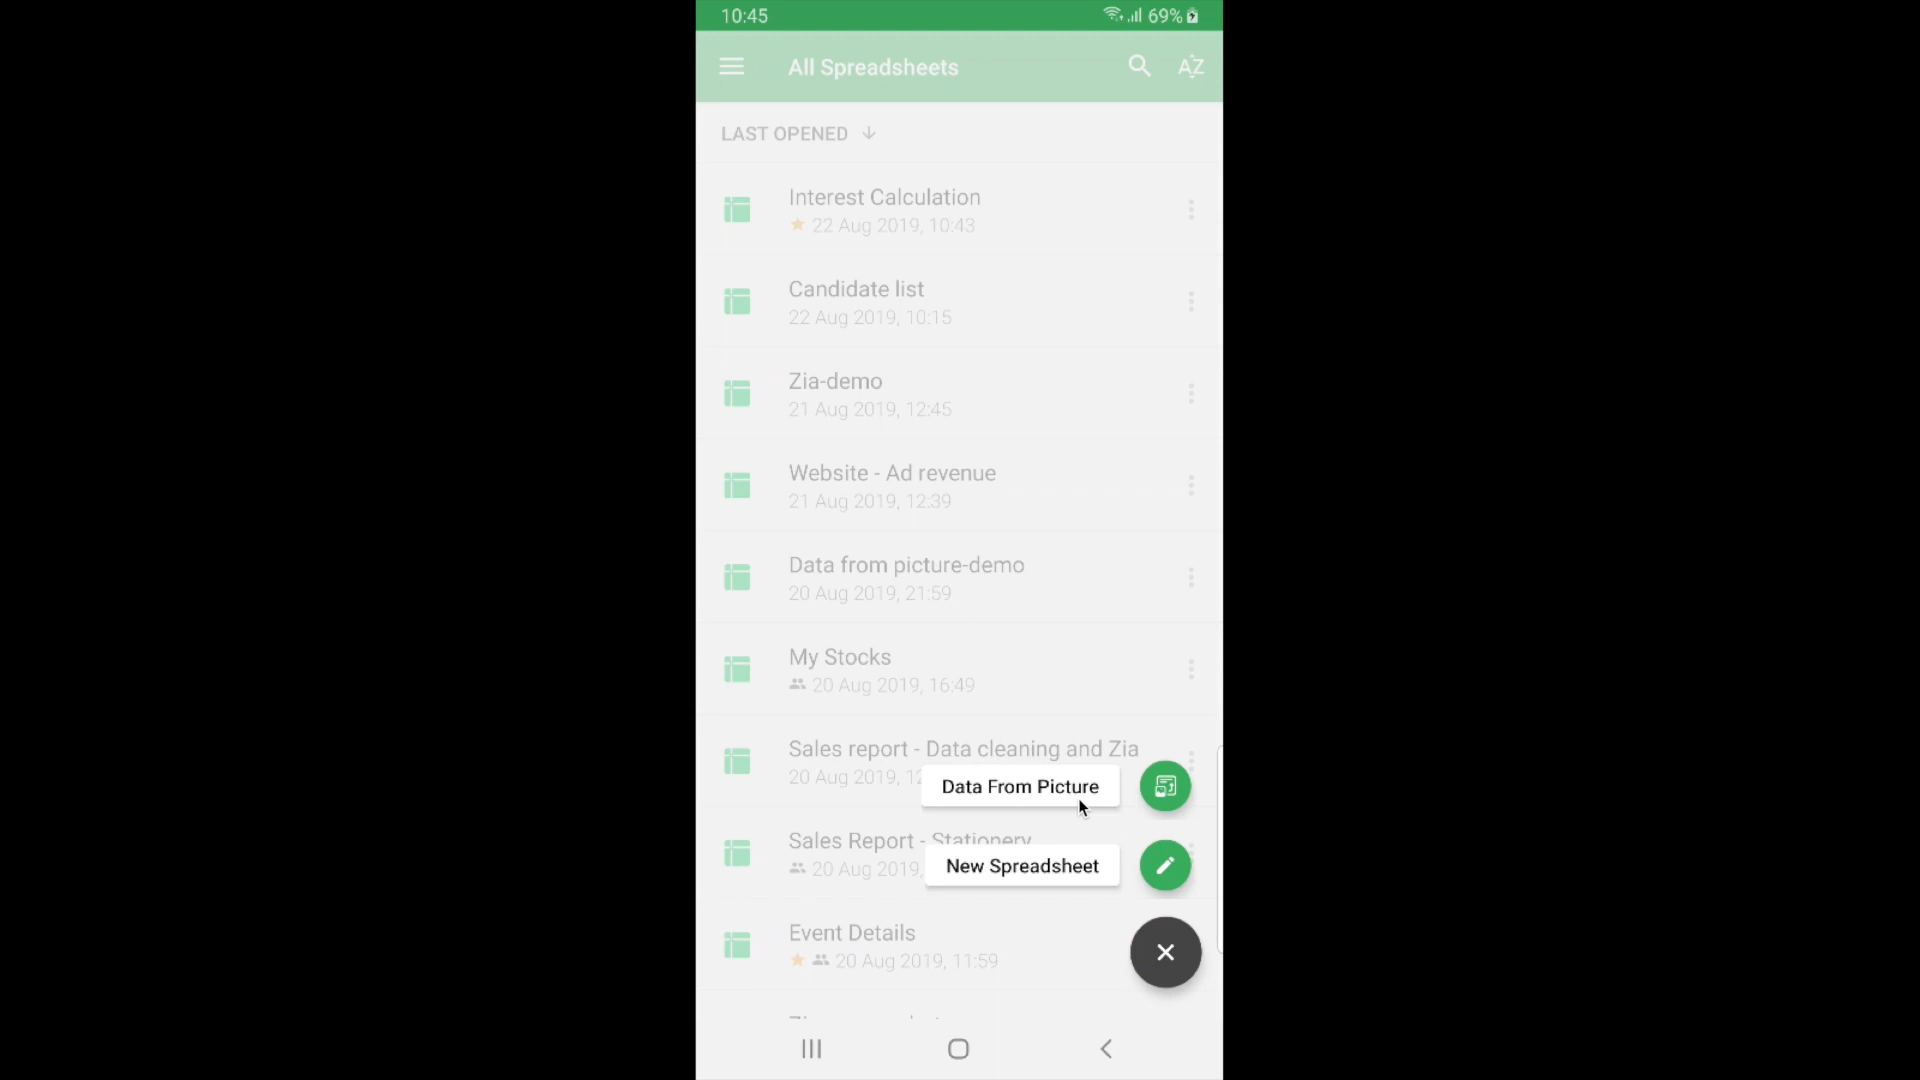 10:45
69%
All Spreadsheets
AZ
LAST OPENED
Interest Calculation
22 Aug 2019, 10:43
Candidate list
22 Aug 2019, 10:15
Zia-demo
21 Aug 2019, 12:45
Website - Ad revenue
21 Aug 2019, 12:39
Data from picture-demo
20 Aug 2019, 21:59
My Stocks
20 Aug 2019, 16:49
Sales report - Data cleaning and Zia
20 Aug 2019,
Data From Picture
Sales Report - Stationery
20 Aug 2019,
New Spreadsheet
Event Details
20 Aug 2019, 11:59